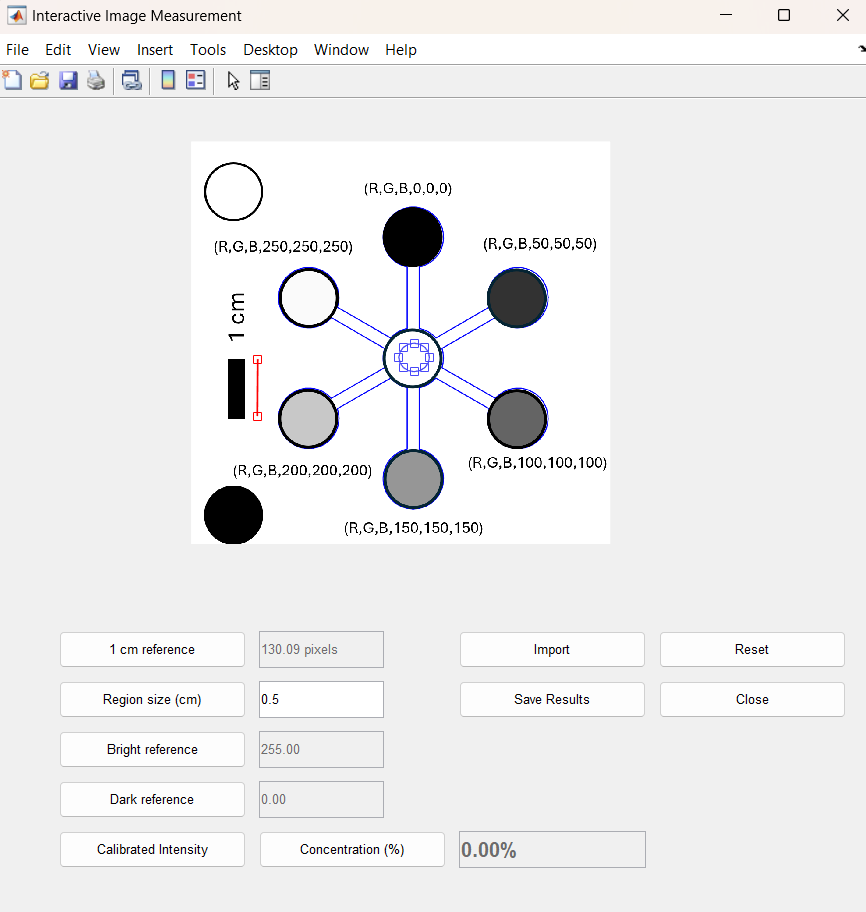 Interactive Image Measurement
File Edit View Insert Tools Desktop Window Help
(R,G,B,0,0,0)
(R,G,B,250,250,250)
(R,G,B,50,50,50)
1 cm
(R,G,B,200,200,200)
(R,G,B,100,100,100)
(R,G,B,150,150,150)
1 cm reference 130.09 pixels Import Reset
Region size (cm) 0.5 Save Results Close
Bright reference 255.00
Dark reference 0.00
Calibrated Intensity Concentration (%) 0.00%